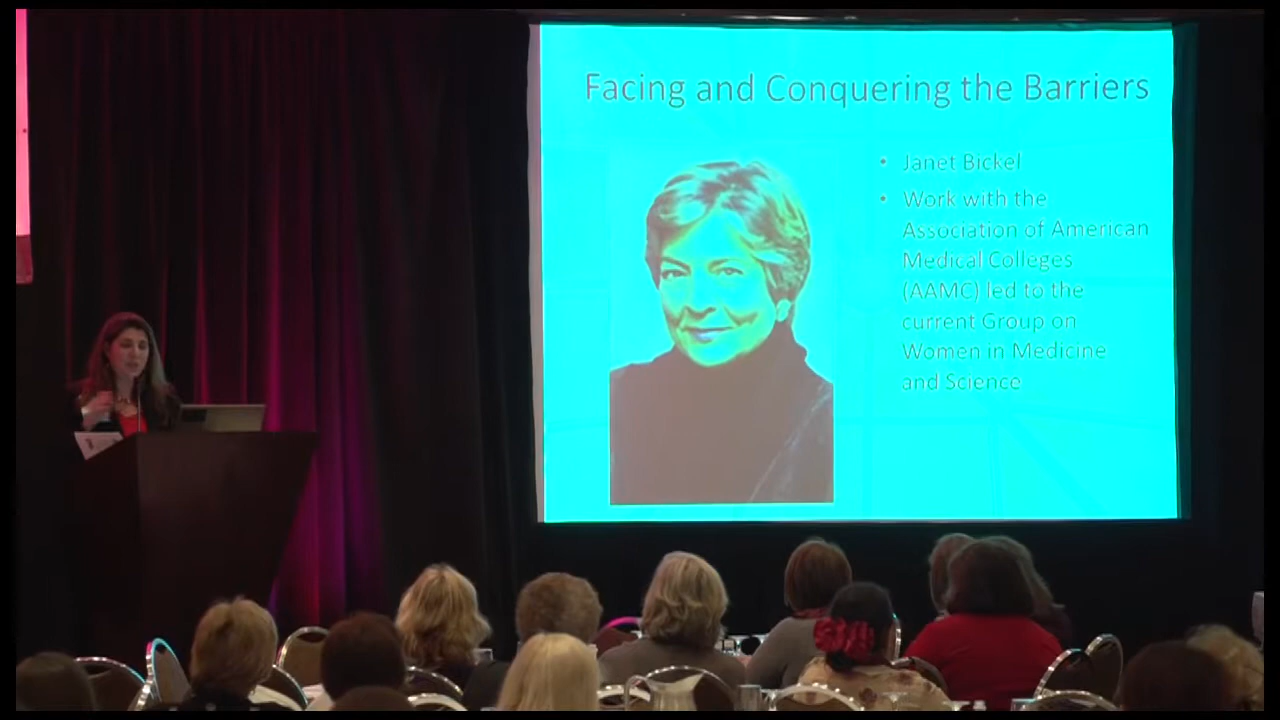 Facing and Conquering the Barriers
• Janet Bickel
• Work with the
Association of American
Medical Colleges
(AAMC) led to the
current Group on
Women in Medicine
and Science